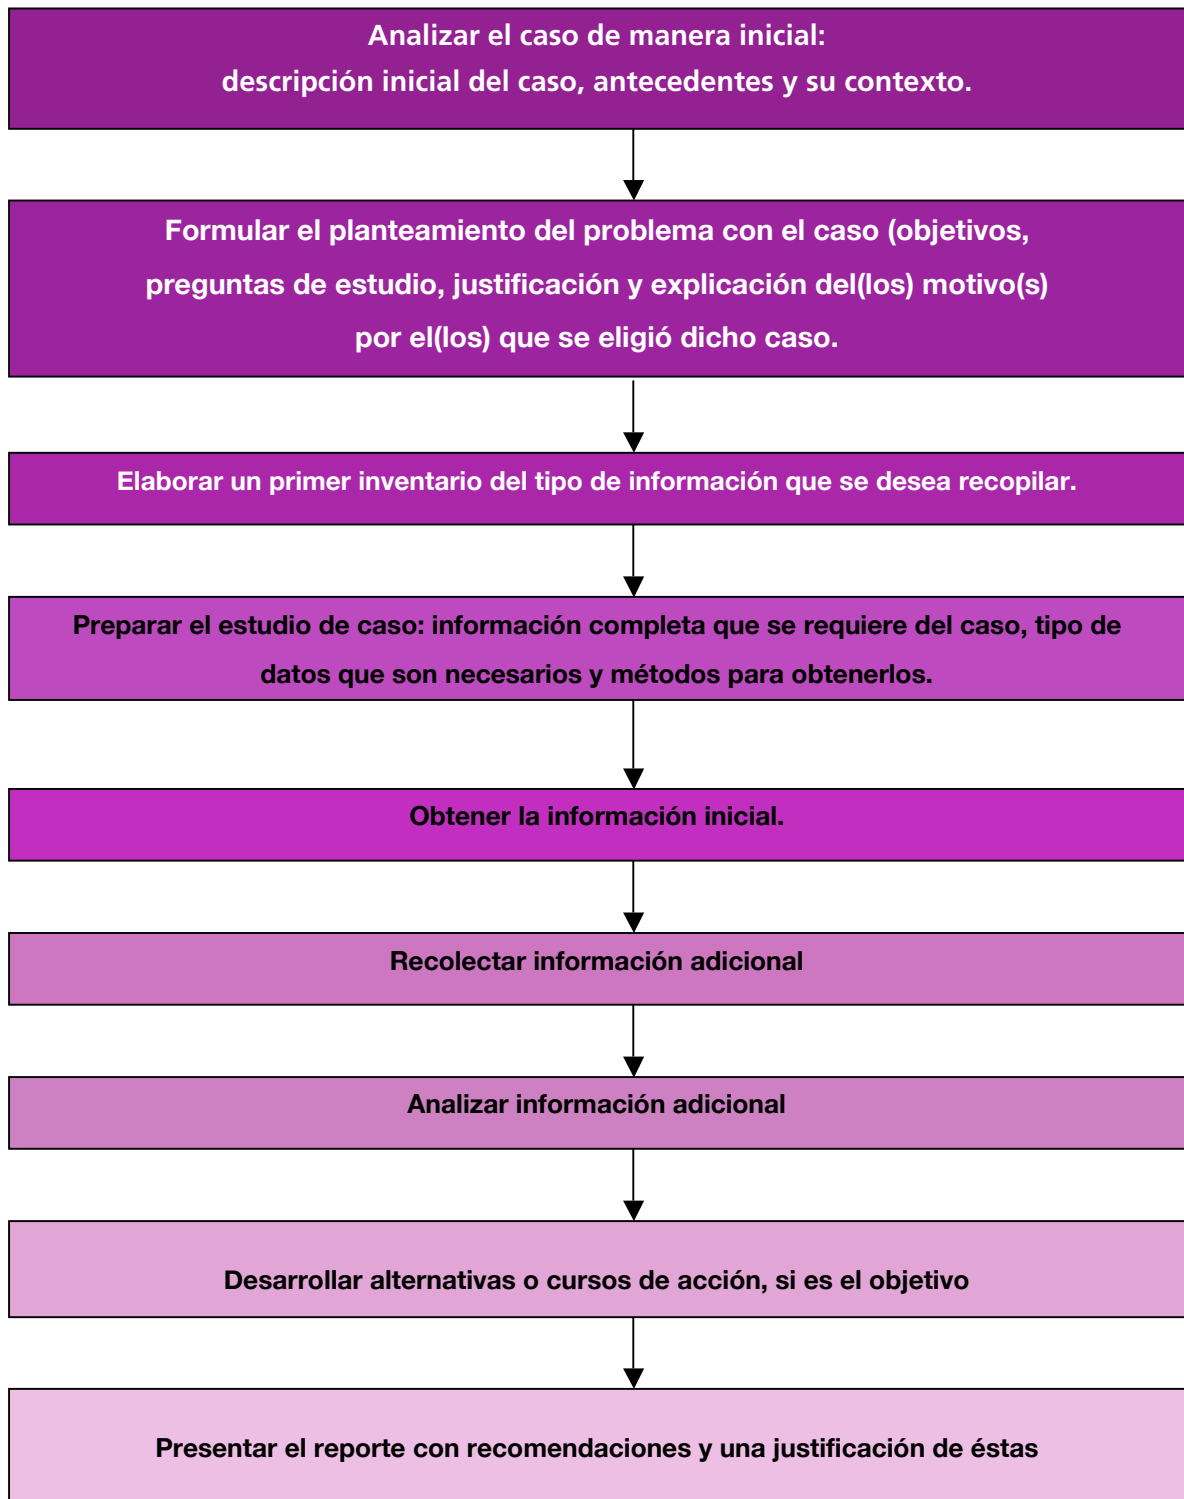 Analizar el caso de manera inicial:
descripción inicial del caso, antecedentes y su contexto.
Formular el planteamiento del problema con el caso (objetivos,
preguntas de estudio, justificación y explicación del(los) motivo(s)
por el(los) que se eligió dicho caso.
Elaborar un primer inventario del tipo de información que se desea recopilar.
Preparar el estudio de caso: información completa que se requiere del caso, tipo de
datos que son necesarios y métodos para obtenerlos.
Obtener la información inicial.
Recolectar información adicional
Analizar información adicional
Desarrollar alternativas o cursos de acción, si es el objetivo
Presentar el reporte con recomendaciones y una justificación de éstas